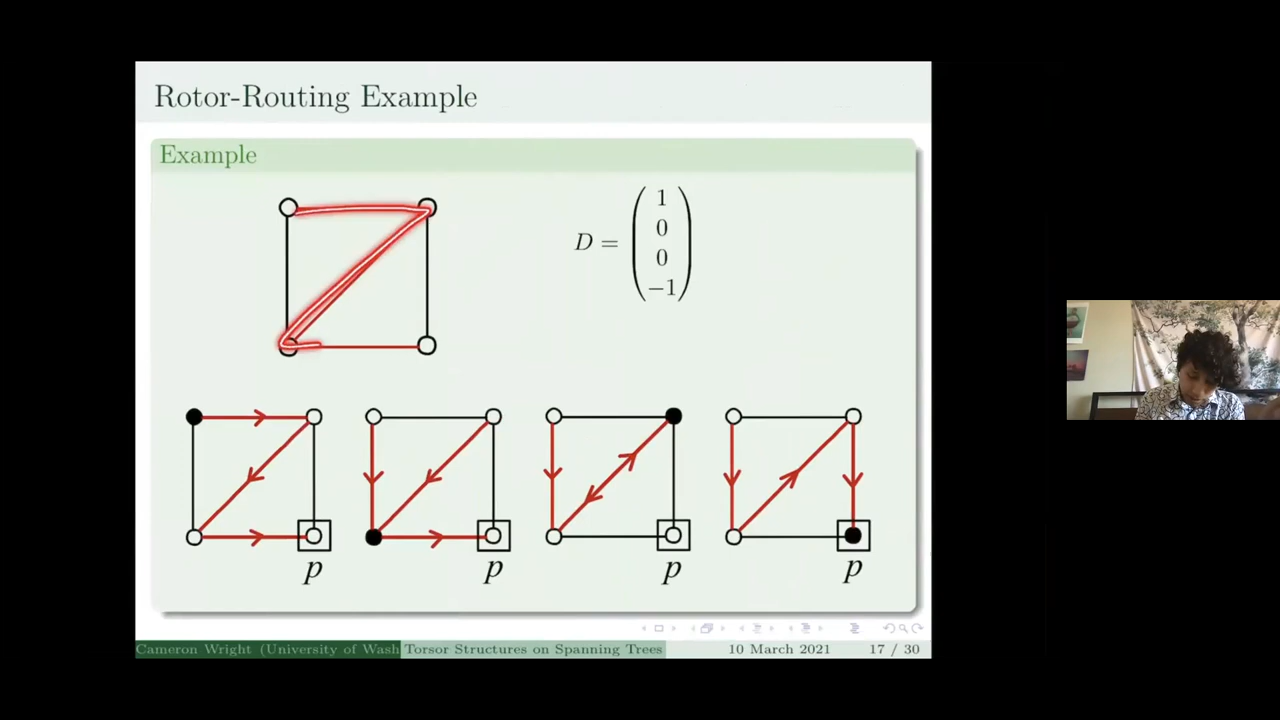 Rotor-Routing Example
Example
D =
1
0
0
−1
p p p p
Cameron Wright (University of Wash Torsor Structures on Spanning Trees 10 March 2021 17 / 30